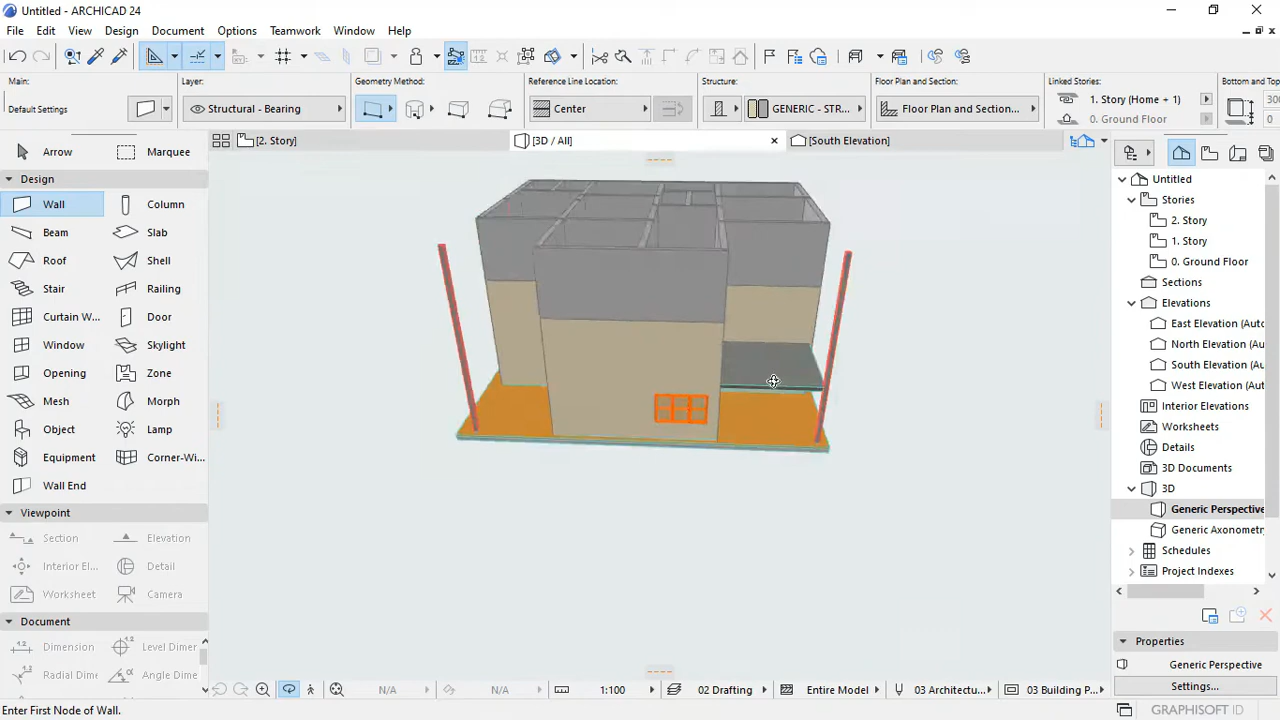 Untitled - ARCHICAD 24
File Edit View Design Document Options Teamwork Window Help
Main: Layer: Geometry Method: Reference Line Location: Structure: Floor Plan and Section: Linked Stories: Bottom and Top
Default Settings Structural - Bearing Center GENERIC - STR... Floor Plan and Section... 1. Story (Home + 1) 300
0. Ground Floor 0
[2. Story] [3D / All] [South Elevation]
Arrow Marquee
Design
Wall Column
Beam Slab
Roof Shell
Stair Railing
Curtain W... Door
Window Skylight
Opening Zone
Mesh Morph
Object Lamp
Equipment Corner-Wi...
Wall End
Viewpoint
Section Elevation
Interior El... Detail
Worksheet Camera
Document
Dimension Level Dimer
Radial Dime Angle Dime
Untitled
Stories
2. Story
1. Story
0. Ground Floor
Sections
Elevations
East Elevation (Auto
North Elevation (Aut
South Elevation (Aut
West Elevation (Auto
Interior Elevations
Worksheets
Details
3D Documents
3D
Generic Perspective
Generic Axonometr
Schedules
Project Indexes
Properties
Generic Perspective
Settings...
N/A N/A 1:100 02 Drafting Entire Model 03 Architectu... 03 Building P...
Enter First Node of Wall.
GRAPHISOFT ID